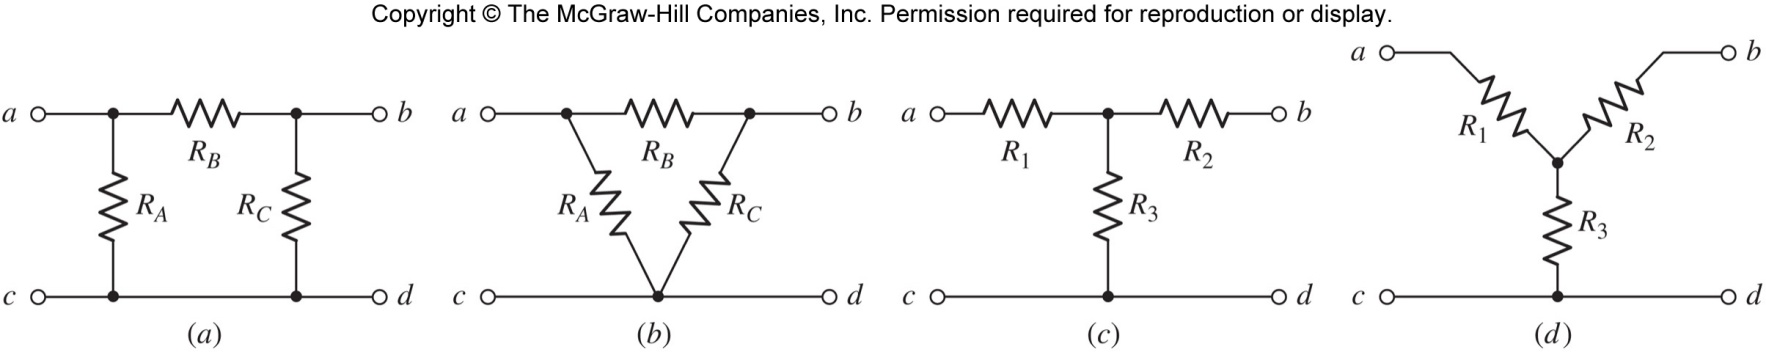 Copyright © The McGraw-Hill Companies, Inc. Permission required for reproduction or display.
a b
R_B
R_A R_C
c d
(a)
a b
R_B
R_A R_C
c d
(b)
a b
R_1 R_2
R_3
c d
(c)
a b
R_1 R_2
R_3
c d
(d)